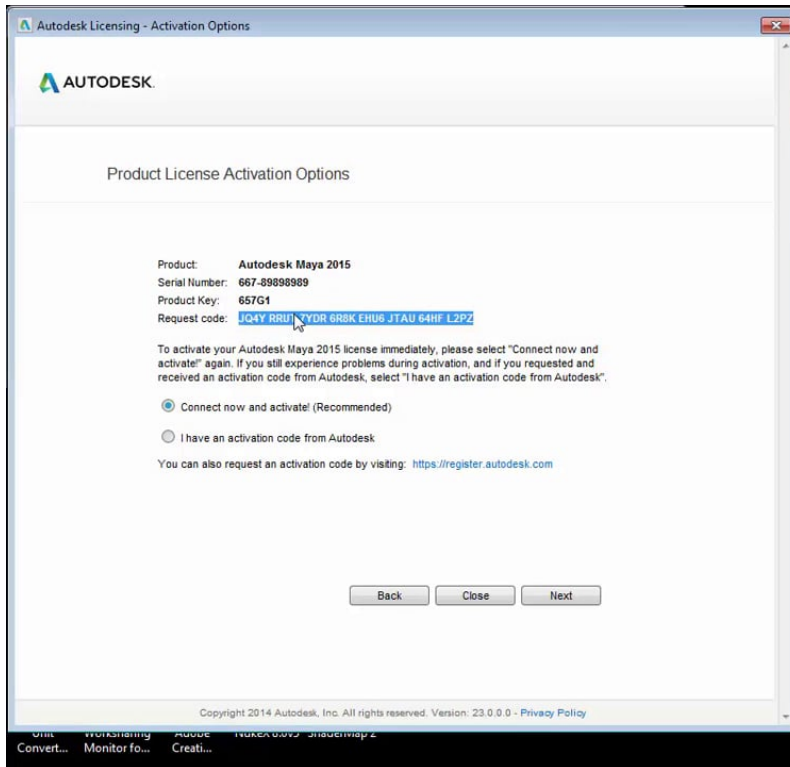 Autodesk Licensing - Activation Options
AUTODESK.
Product License Activation Options
Product: Autodesk Maya 2015
Serial Number: 667-89898989
Product Key: 657G1
Request code: JQ4Y 6R8K EHU6 JTAU 64HF L2PZ
To activate your Autodesk Maya 2015 license immediately, please select "Connect now and
activate!" again. If you still experience problems during activation, and if you requested and
received an activation code from Autodesk, select "I have an activation code from Autodesk".
Connect now and activate! (Recommended)
I have an activation code from Autodesk
You can also request an activation code by visiting: https://register.autodesk.com
Back Close Next
Copyright 2014 Autodesk, Inc. All rights reserved. Version: 23.0.0.0 - Privacy Policy
Unit Worksharing Adobe
Convert... Monitor fo... Creati...